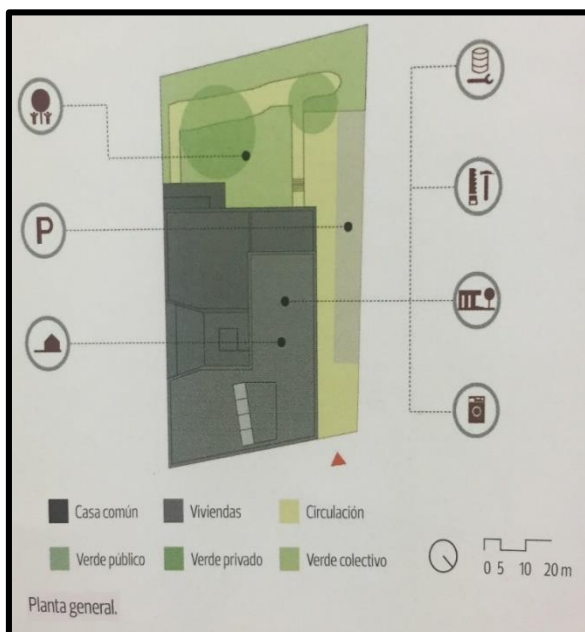 P
Casa común
Viviendas
Circulación
Verde público
Verde privado
Verde colectivo
0 5 10 20 m
Planta general.